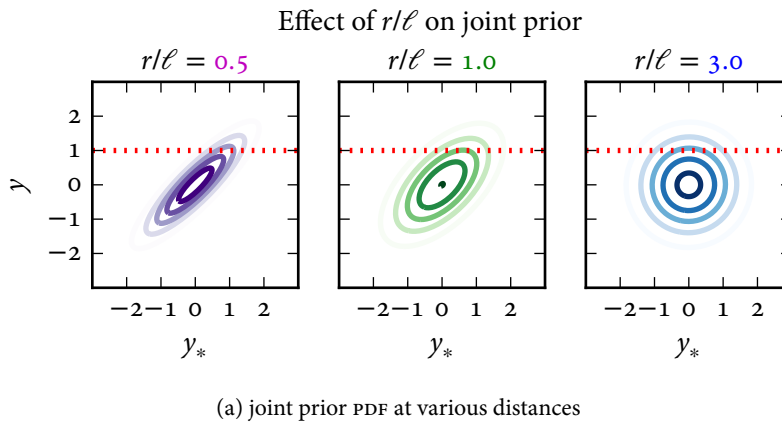 Effect of r/ℓ on joint prior
r/ℓ = 0.5 r/ℓ = 1.0 r/ℓ = 3.0
2
1
0
−1
−2
y
−2 −1 0 1 2 −2 −1 0 1 2 −2 −1 0 1 2
y* y* y*
(a) joint prior PDF at various distances